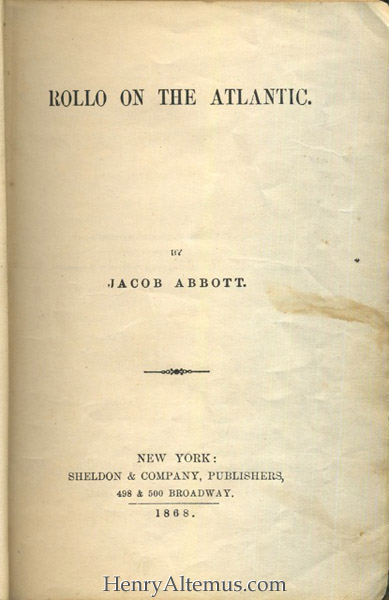 ROLLO ON THE ATLANTIC.
BY
JACOB ABBOTT.
NEW YORK:
SHELDON & COMPANY, PUBLISHERS,
498 & 500 BROADWAY.
1868.
HenryAltemus.com